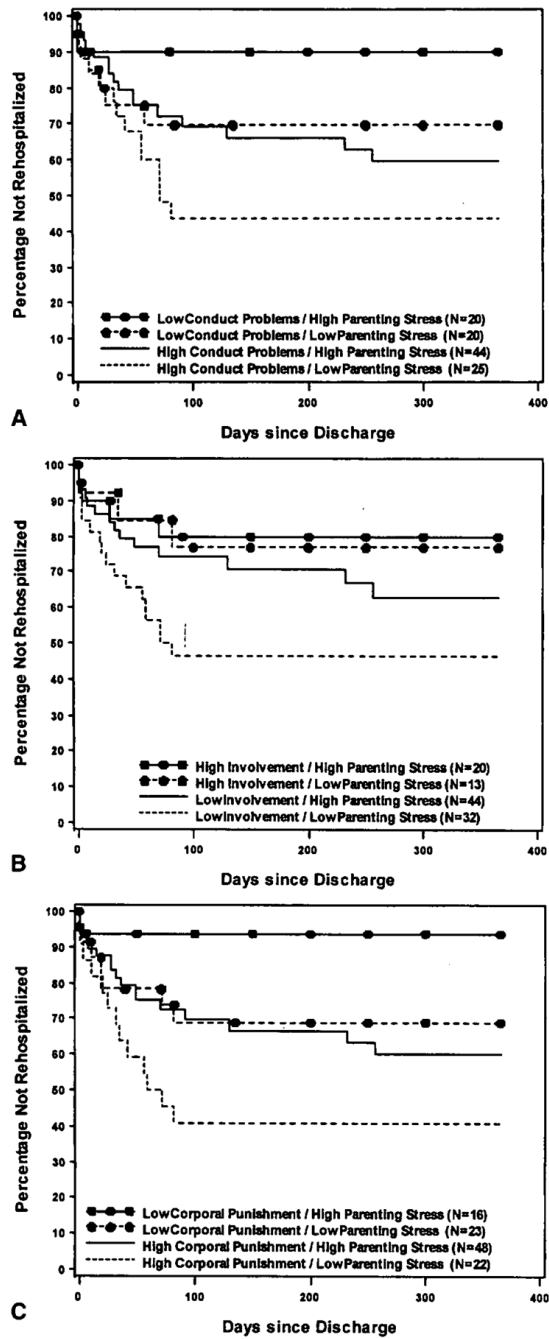 Percentage Not Rehospitalized
100
90
80
70
60
50
40
30
20
10
0
LowConduct Problems / High Parenting Stress (N=20)
LowConduct Problems / LowParenting Stress (N=20)
High Conduct Problems / High Parenting Stress (N=44)
High Conduct Problems / LowParenting Stress (N=25)
0 100 200 300 400
Days since Discharge
A
Percentage Not Rehospitalized
100
90
80
70
60
50
40
30
20
10
0
High Involvement / High Parenting Stress (N=20)
High Involvement / LowParenting Stress (N=13)
LowInvolvement / High Parenting Stress (N=44)
LowInvolvement / LowParenting Stress (N=32)
0 100 200 300 400
Days since Discharge
B
Percentage Not Rehospitalized
100
90
80
70
60
50
40
30
20
10
0
LowCorporal Punishment / High Parenting Stress (N=16)
LowCorporal Punishment / LowParenting Stress (N=23)
High Corporal Punishment / High Parenting Stress (N=48)
High Corporal Punishment / LowParenting Stress (N=22)
0 100 200 300 400
Days since Discharge
C